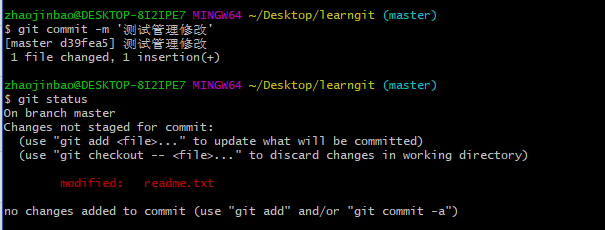 zhaojinbao@DESKTOP-8I2IPE7 MINGW64 ~/Desktop/learngit (master)
$ git commit -m '测试管理修改'
[master d39fea5] 测试管理修改
 1 file changed, 1 insertion(+)
zhaojinbao@DESKTOP-8I2IPE7 MINGW64 ~/Desktop/learngit (master)
$ git status
On branch master
Changes not staged for commit:
  (use "git add <file>..." to update what will be committed)
  (use "git checkout -- <file>..." to discard changes in working directory)
        modified:   readme.txt
no changes added to commit (use "git add" and/or "git commit -a")